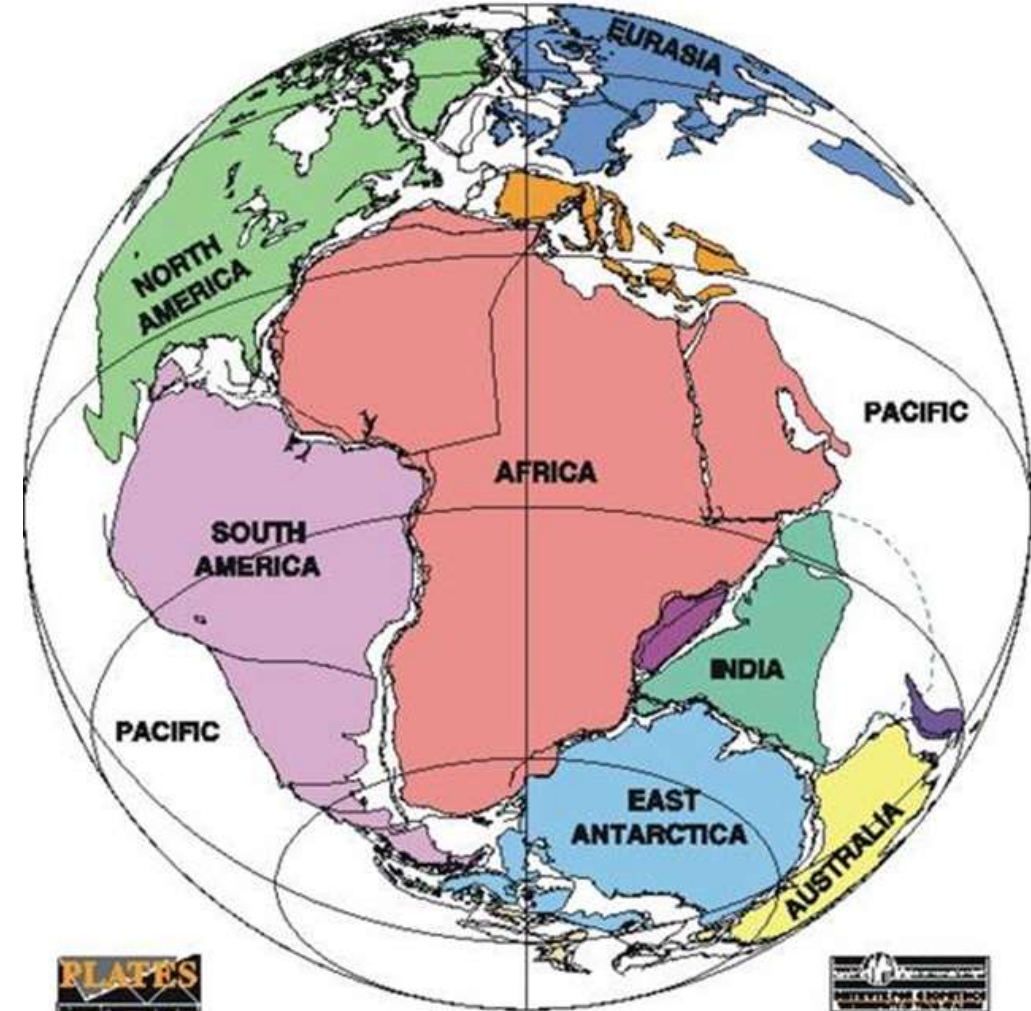 EURASIA
NORTH
AMERICA
PACIFIC
AFRICA
SOUTH
AMERICA
INDIA
PACIFIC
EAST
ANTARCTICA
AUSTRALIA
PLATES